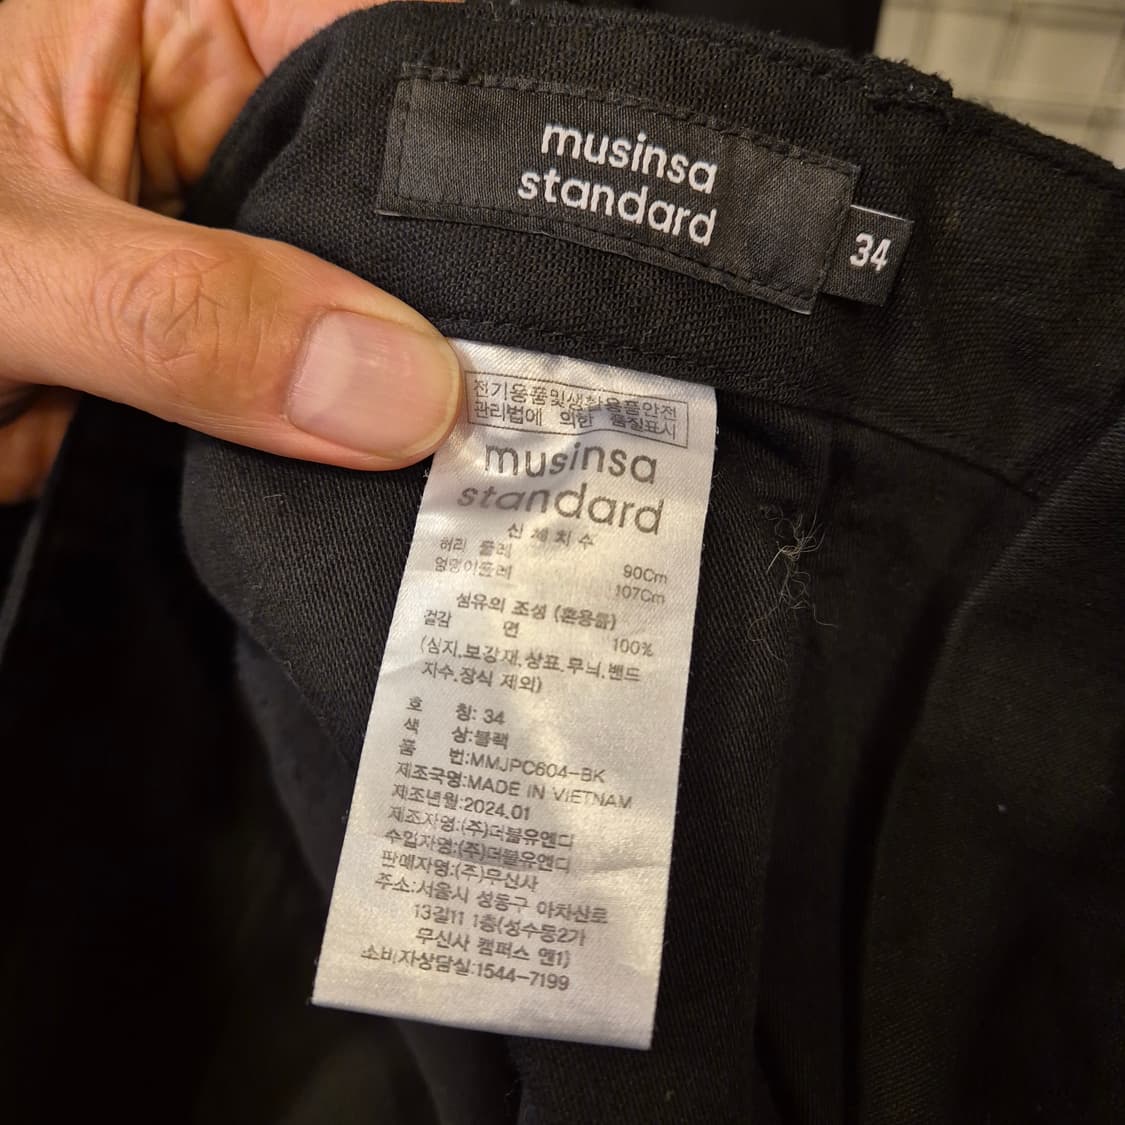 musinsa
standard
34
전기용품및생활용품안전
관리법에 의한 품질표시
musinsa
standard
신체치수
허리 둘레 90Cm
엉덩이둘레 107Cm
섬유의 조성 (혼용률)
겉감 면 100%
(심지,보강재,상표,무늬,밴드
자수,장식 제외)
호 칭: 34
색 상:블랙
품 번:MMJPC604-BK
제조국명:MADE IN VIETNAM
제조년월:2024.01
제조자명:(주)더블유엔디
수입자명:(주)더블유엔디
판매자명:(주)무신사
주소:서울시 성동구 아차산로
13길11 1층(성수동2가
무신사 캠퍼스 엔1)
소비자상담실:1544-7199